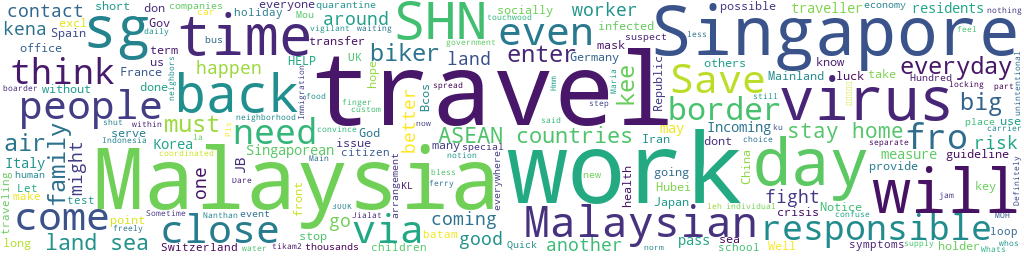 travel
Malaysia
work
Singapore
day
virus
will
time
SHN
sg
back
people
think
even
come
need
close
via
Malaysian
responsible
Save
border
fro
big
stay home
everyday
countries
ASEAN
biker
enter
kee
air
family
must
land sea
go
good
another
fight
risk
contact
kena
around
worker
land
happen
might
one
JB
Singaporean
better
coming
pass
may
measure
traveller
residents
Incoming
Mainland
luck
take
know
others
mask
infected
socially
Republic
Germany
Bcos
hope
HELP
transfer
UK
France
Spain
Italy
Korea
Iran
Japan
China
Hubei
Switzerland
symptoms
Notice
provide
guideline
key
loop
holder
school
sea
crisis
Well
health
going
dont
new
God
citizen
issue
many
special
arrangement
KL
everywhere
front
children
thousands
stop
point
event
test
human
Let
make
long
traveling
serve
office
without
term
short
Gov
excl
don
us
done
holiday
everyone
companies
car
bus
daily
quarantine
Mou
vigilant
waiting
touchwood
government
spread
food
finger
custom
step
said
now
Immigration
neighbors
neighborhood
convince
Main
la
Pls
notion
bless
ferry
batam
Quick
norm
Jialat
300K
tikam2
water
Nanthan
freely
Sometime
Dare
coordinated
Indonesia
shut
within
boarder
Hmm
Maria
suspect
less
possible
economy
nothing
feel
Hundred
locking
part
unintentional
still
place
use
carrier
separate
choice
ku
leh
individual
confuse
supply
jam
MOH
Whats
whos
Definitely